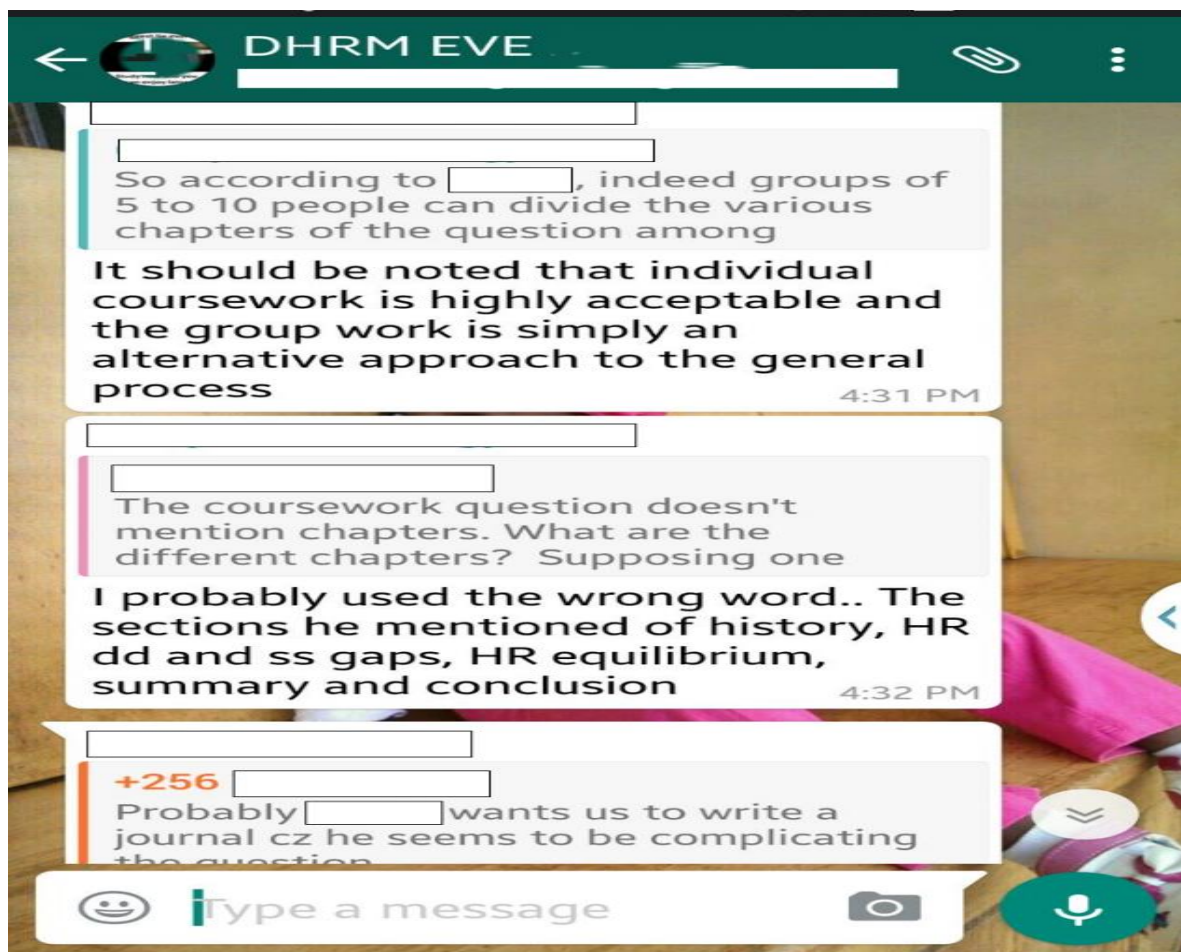 DHRM EVE
So according to , indeed groups of
5 to 10 people can divide the various
chapters of the question among
It should be noted that individual
coursework is highly acceptable and
the group work is simply an
alternative approach to the general
process
4:31 PM
The coursework question doesn't
mention chapters. What are the
different chapters? Supposing one
I probably used the wrong word.. The
sections he mentioned of history, HR
dd and ss gaps, HR equilibrium,
summary and conclusion
4:32 PM
+256
Probably wants us to write a
journal cz he seems to be complicating
the question
Type a message